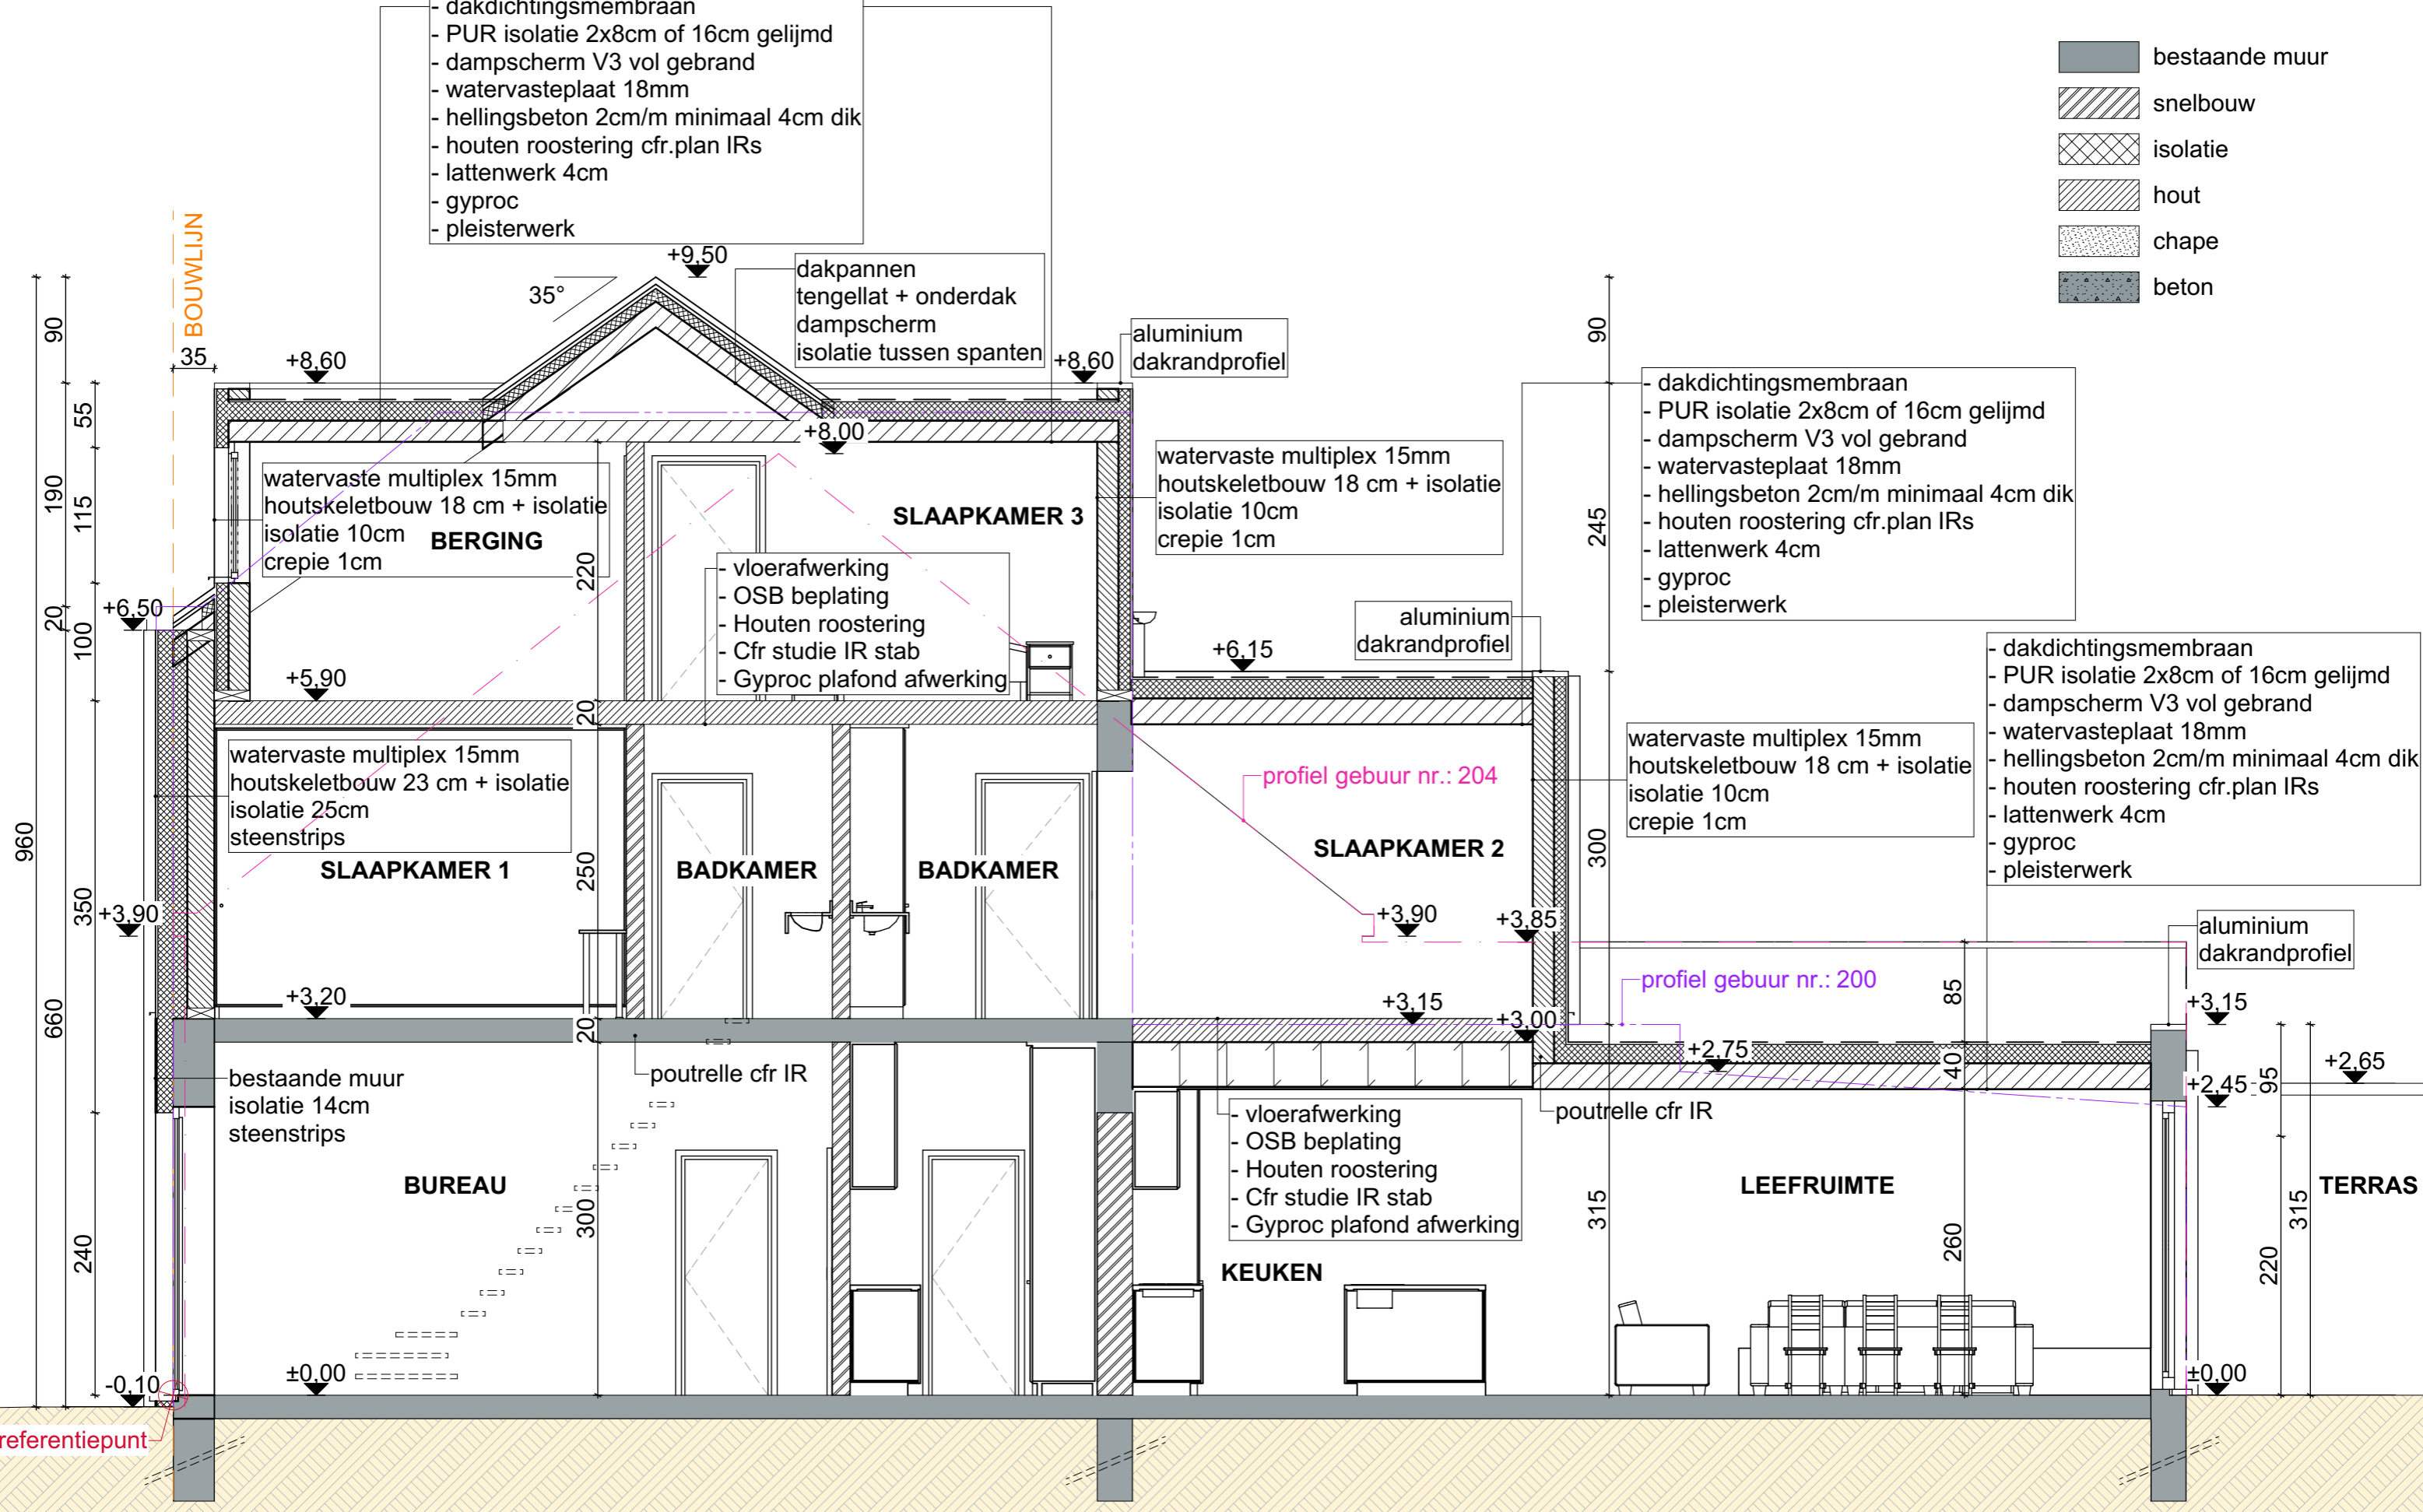 - dakdichtingsmembraan
- PUR isolatie 2x8cm of 16cm gelijmd
- dampscherm V3 vol gebrand
- watervasteplaat 18mm
- hellingsbeton 2cm/m minimaal 4cm dik
- houten roostering cfr.plan IRs
- lattenwerk 4cm
- gyproc
- pleisterwerk
bestaande muur
snelbouw
isolatie
hout
chape
beton
BOUWLIJN
35
35°
+9,50
dakpannen
tengellat + onderdak
dampscherm
isolatie tussen spanten
aluminium
dakrandprofiel
+8,60
+8,60
+8,00
- dakdichtingsmembraan
- PUR isolatie 2x8cm of 16cm gelijmd
- dampscherm V3 vol gebrand
- watervasteplaat 18mm
- hellingsbeton 2cm/m minimaal 4cm dik
- houten roostering cfr.plan IRs
- lattenwerk 4cm
- gyproc
- pleisterwerk
watervaste multiplex 15mm
houtskeletbouw 18 cm + isolatie
isolatie 10cm
crepie 1cm
BERGING
SLAAPKAMER 3
watervaste multiplex 15mm
houtskeletbouw 18 cm + isolatie
isolatie 10cm
crepie 1cm
- vloerafwerking
- OSB beplating
- Houten roostering
- Cfr studie IR stab
- Gyproc plafond afwerking
aluminium
dakrandprofiel
+6,50
+6,15
+5,90
- dakdichtingsmembraan
- PUR isolatie 2x8cm of 16cm gelijmd
- dampscherm V3 vol gebrand
- watervasteplaat 18mm
- hellingsbeton 2cm/m minimaal 4cm dik
- houten roostering cfr.plan IRs
- lattenwerk 4cm
- gyproc
- pleisterwerk
watervaste multiplex 15mm
houtskeletbouw 23 cm + isolatie
isolatie 25cm
steenstrips
SLAAPKAMER 1
BADKAMER
BADKAMER
profiel gebuur nr.: 204
SLAAPKAMER 2
watervaste multiplex 15mm
houtskeletbouw 18 cm + isolatie
isolatie 10cm
crepie 1cm
+3,90
+3,90
+3,85
aluminium
dakrandprofiel
profiel gebuur nr.: 200
+3,20
+3,15
+3,00
+3,15
+2,75
+2,65
+2,45
bestaande muur
isolatie 14cm
steenstrips
poutrelle cfr IR
- vloerafwerking
- OSB beplating
- Houten roostering
- Cfr studie IR stab
- Gyproc plafond afwerking
poutrelle cfr IR
BUREAU
KEUKEN
LEEFRUIMTE
TERRAS
-0,10
±0,00
±0,00
referentiepunt
960
90
190
20
660
55
115
100
350
240
220
20
250
20
300
90
245
300
315
85
40
260
95
220
315